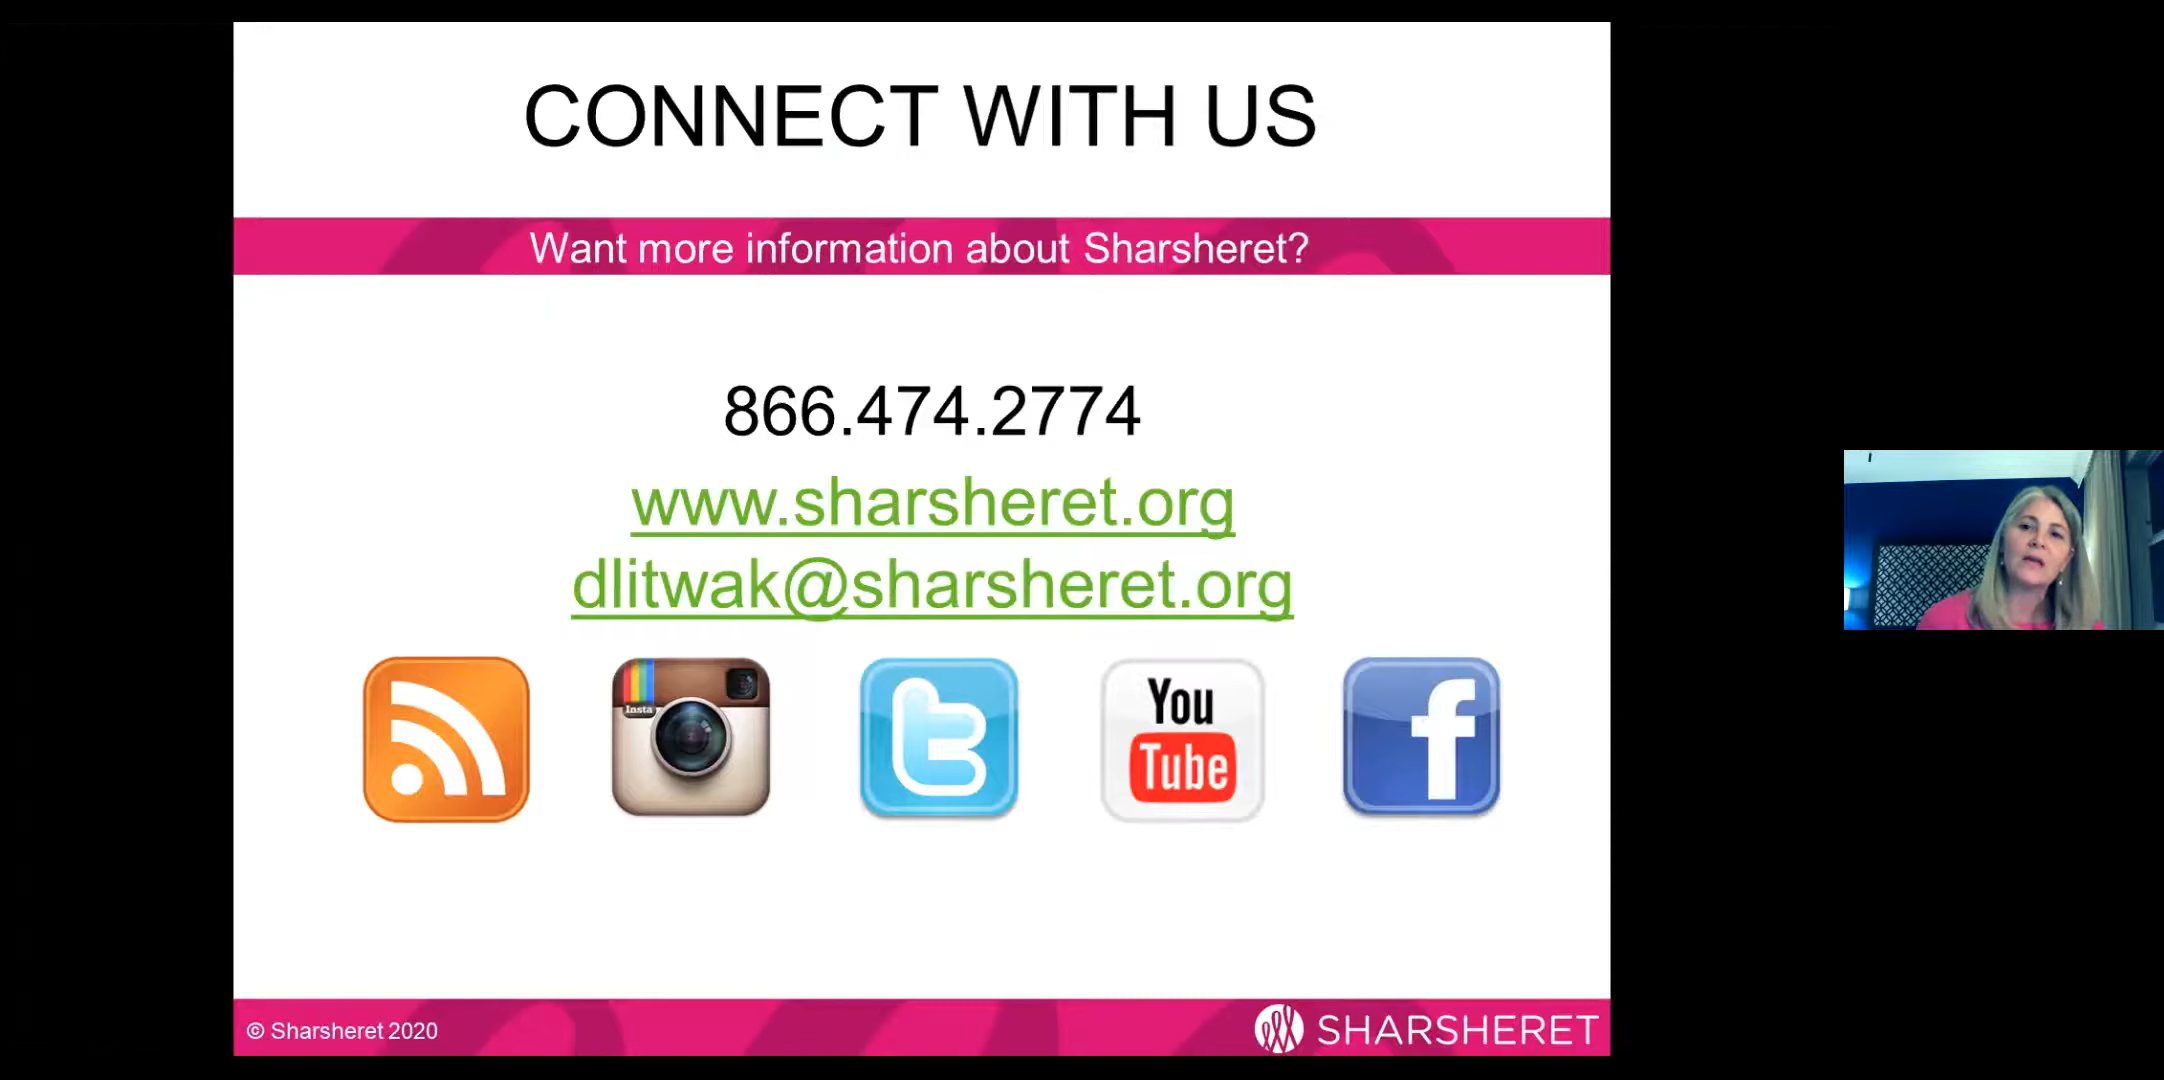 CONNECT WITH US
Want more information about Sharsheret?
866.474.2774
www.sharsheret.org
dlitwak@sharsheret.org
Insta
You
Tube
© Sharsheret 2020
SHARSHERET